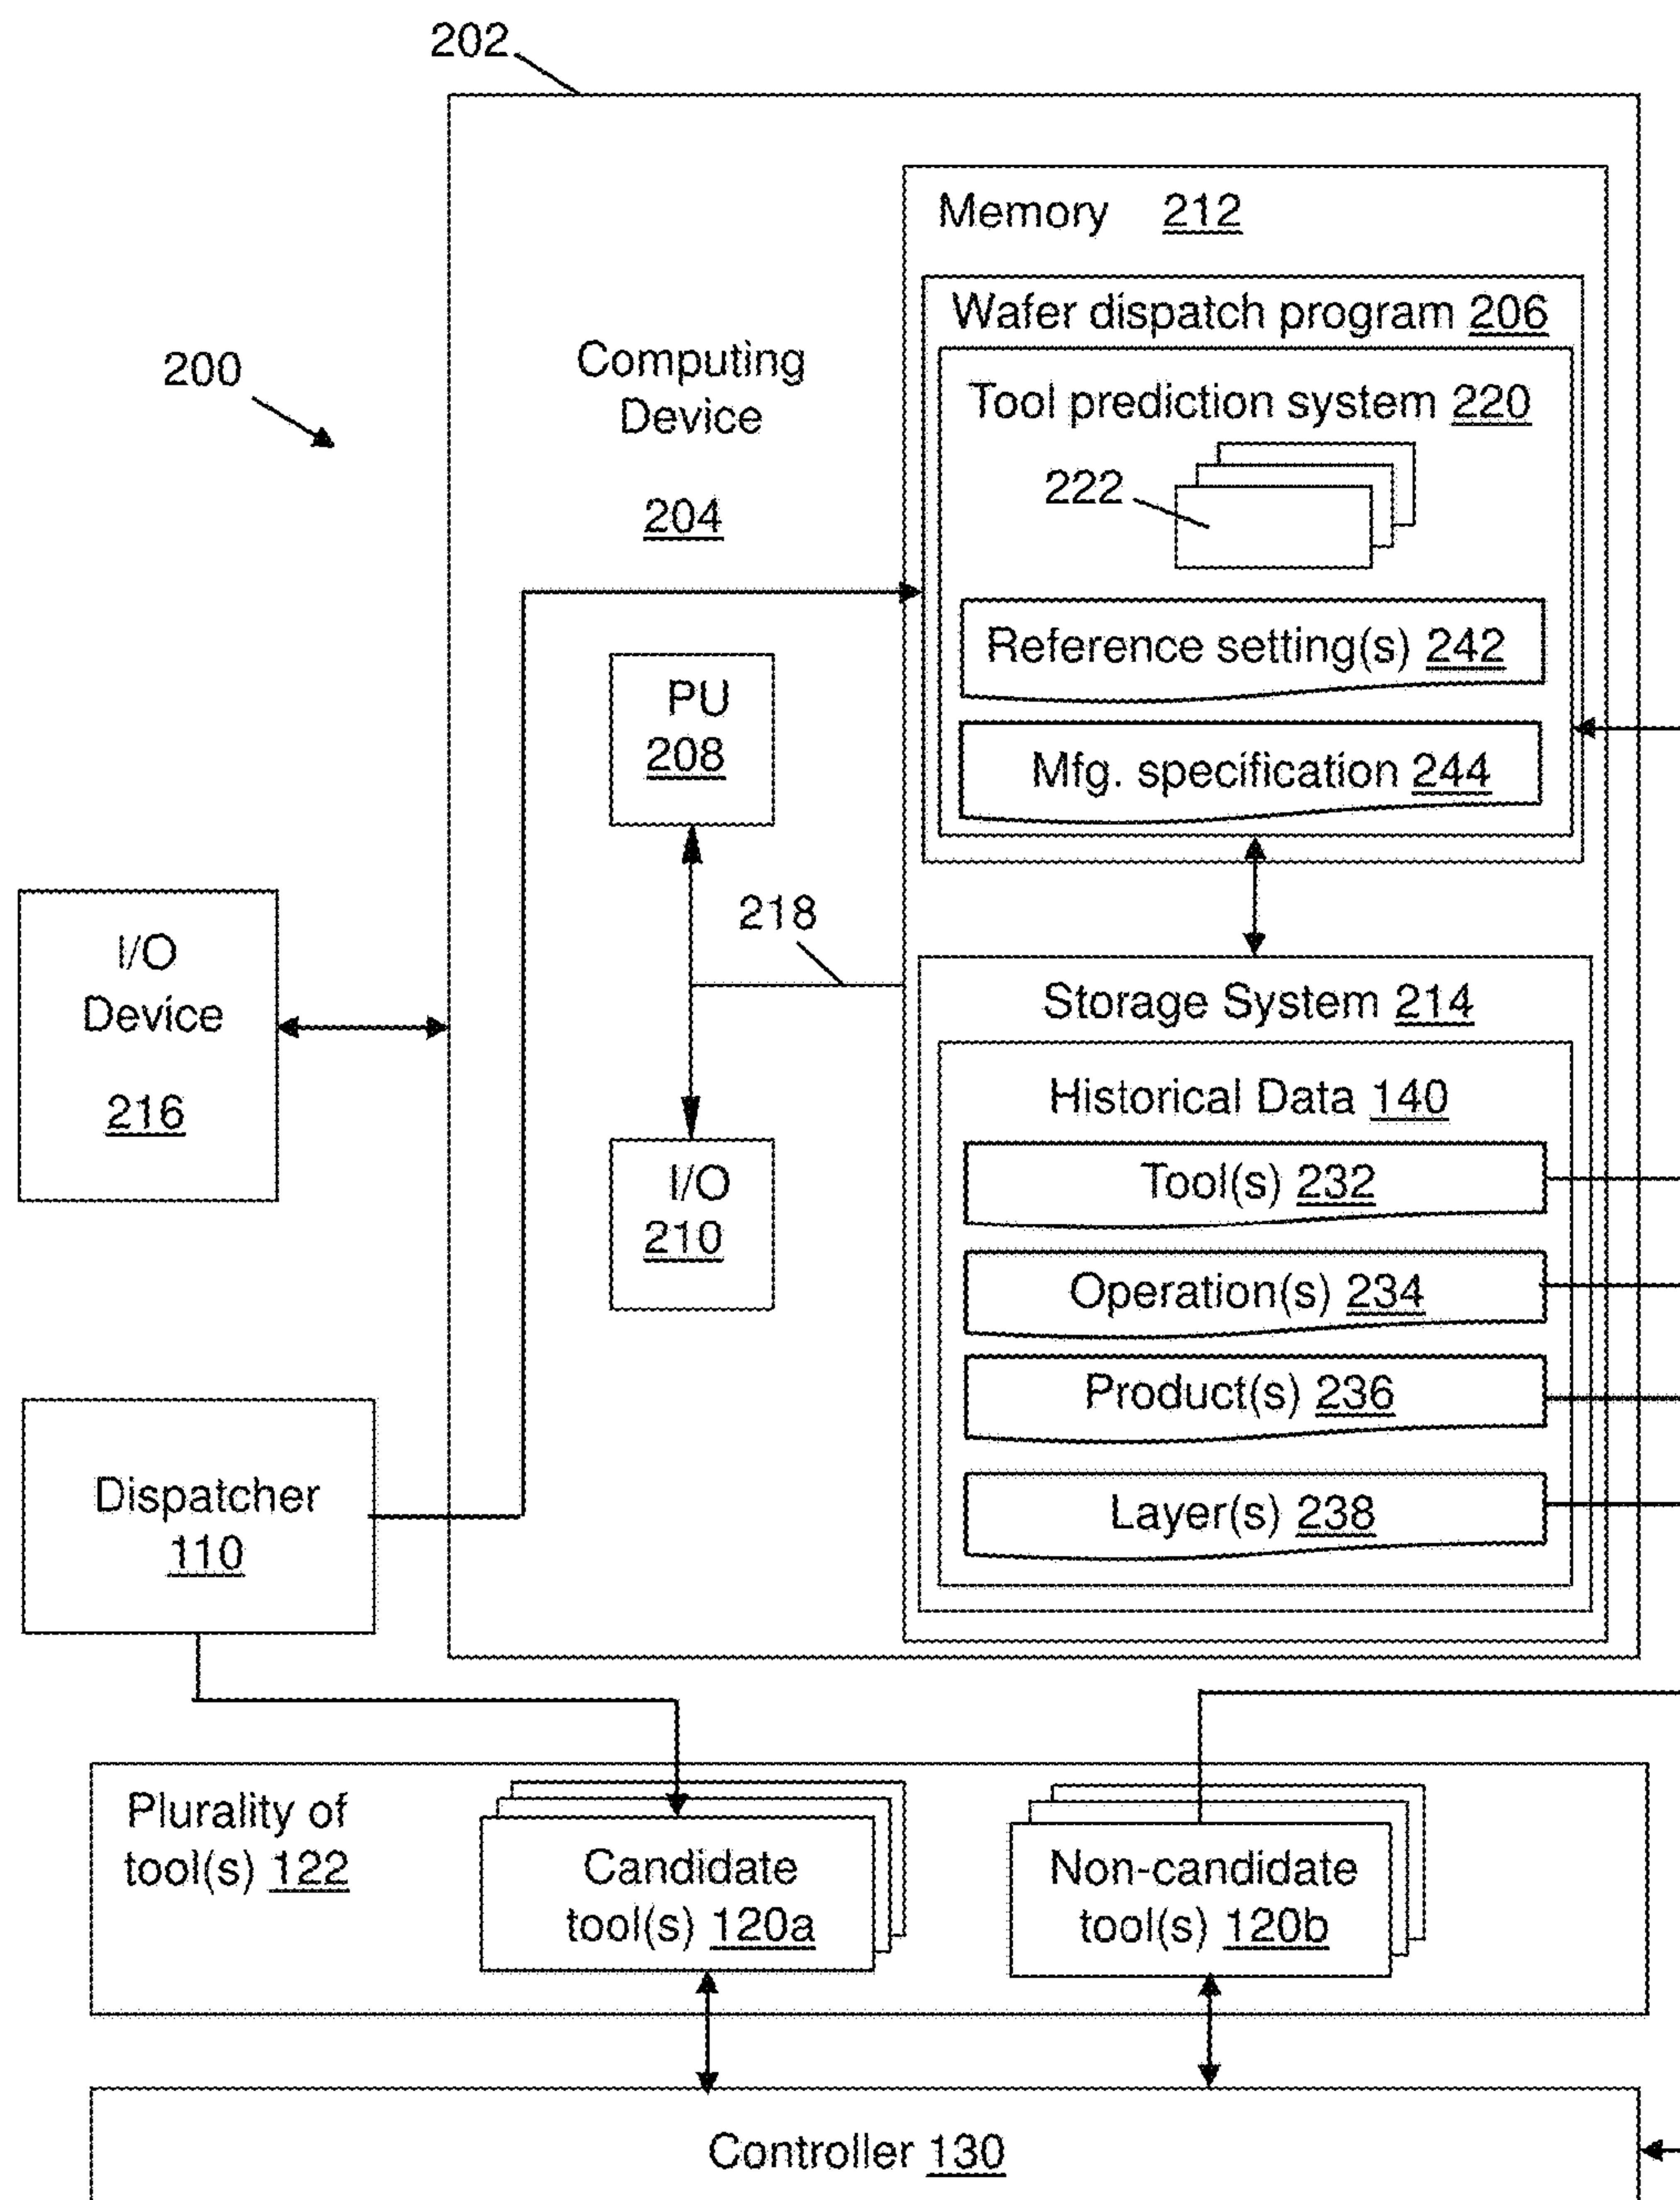 202
Memory 212
Wafer dispatch program 206
200
Computing
Device
204
Tool prediction system 220
222
Reference setting(s) 242
PU
208
Mfg. specification 244
218
I/O
Device
216
Storage System 214
Historical Data 140
Tool(s) 232
I/O
210
Operation(s) 234
Product(s) 236
Dispatcher
110
Layer(s) 238
Plurality of
tool(s) 122
Candidate
tool(s) 120a
Non-candidate
tool(s) 120b
Controller 130